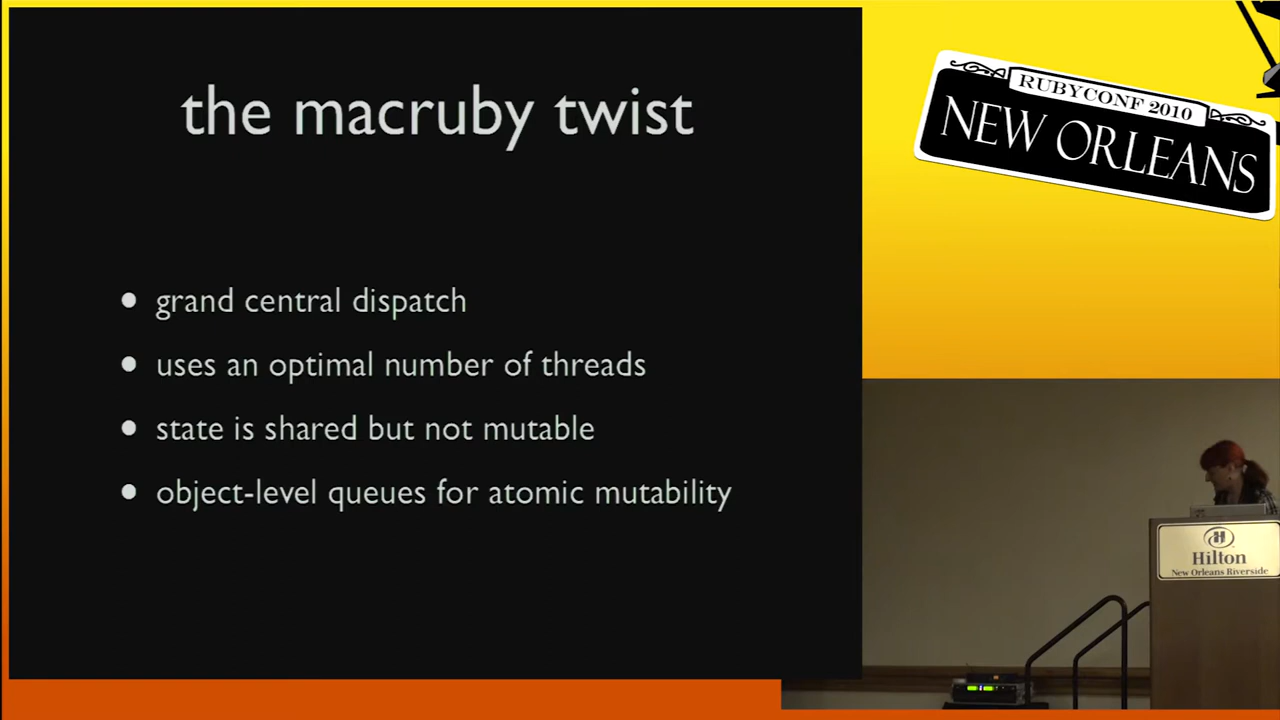 the macruby twist
grand central dispatch
uses an optimal number of threads
state is shared but not mutable
object-level queues for atomic mutability
RUBYCONF 2010
NEW ORLEANS
Hilton
New Orleans Riverside